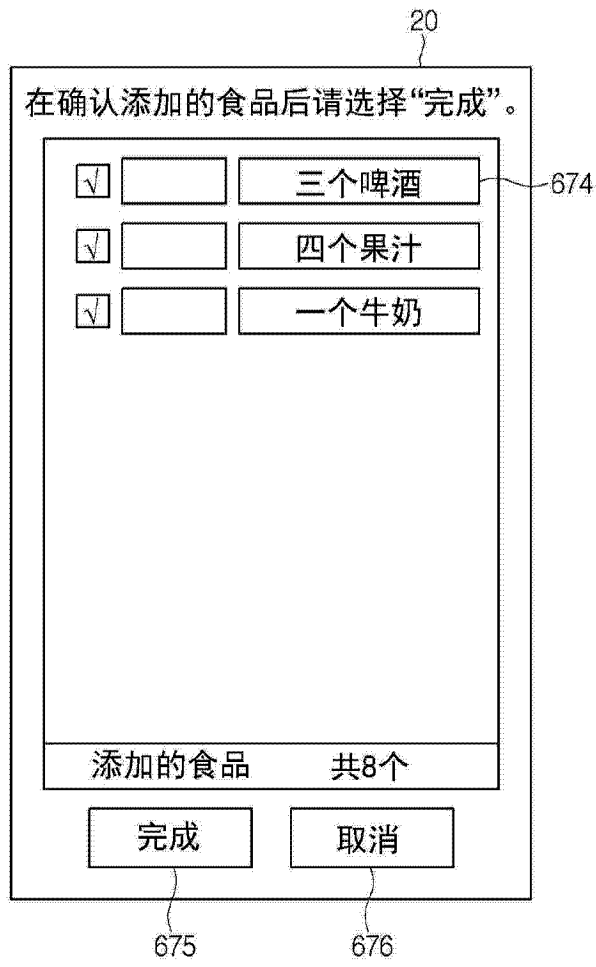 20
在确认添加的食品后请选择“完成”。
√ 三个啤酒 674
√ 四个果汁
√ 一个牛奶
添加的食品 共8个
完成 取消
675 676